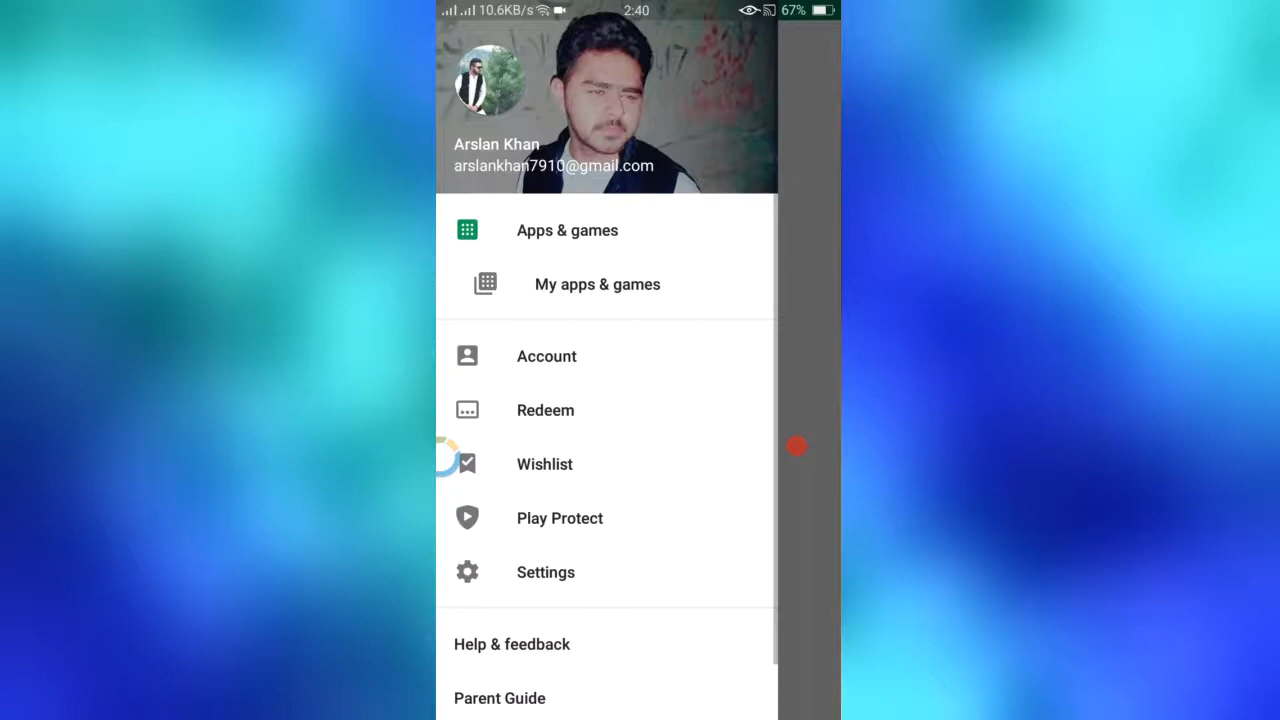 10.6KB/s 2:40 67%
Arslan Khan
arslankhan7910@gmail.com
Apps & games
My apps & games
Account
Redeem
Wishlist
Play Protect
Settings
Help & feedback
Parent Guide